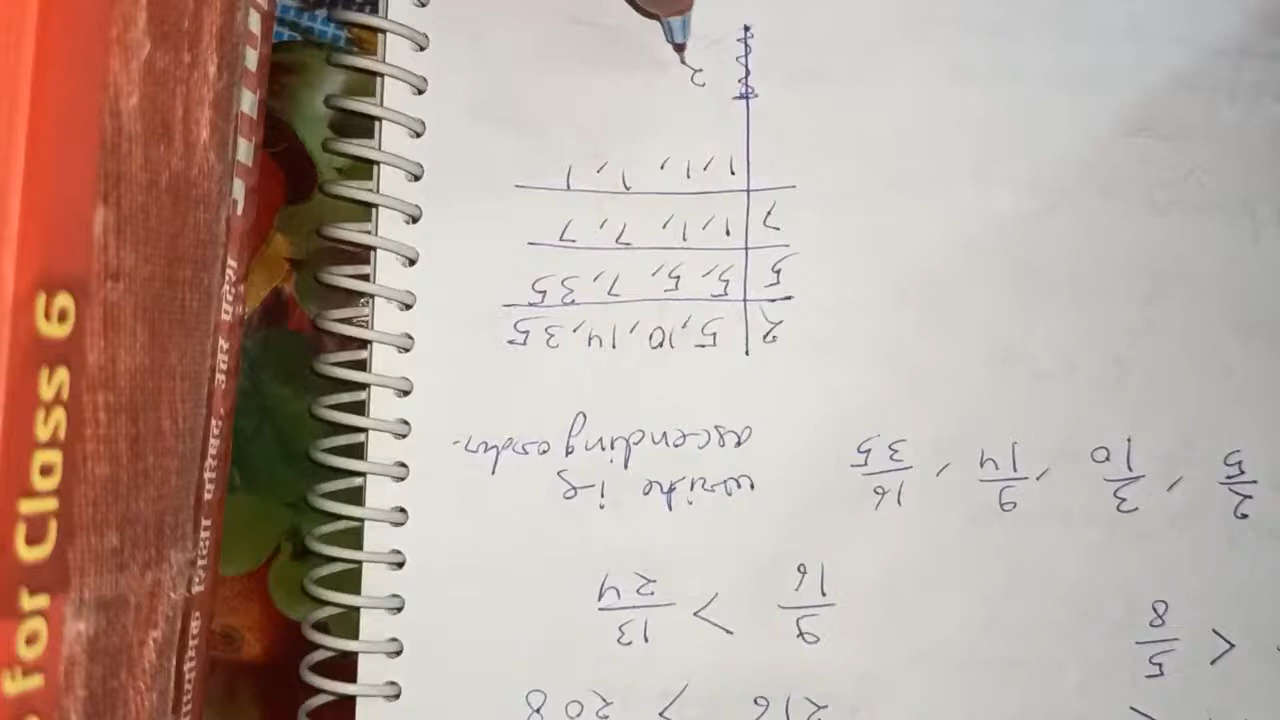 216 > 208
< 5/8
9/16 > 13/24
2/5, 3/10, 9/14, 16/35 write is
ascending order.
2 | 5, 10, 14, 35
5 | 5, 5, 7, 35
7 | 1, 1, 7, 7
1, 1, 1, 1
2
for Class 6